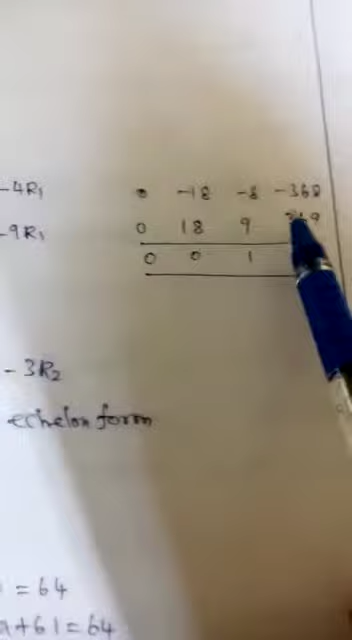 -4R₁ 0 -18 -8 -368
-9R₁ 0 18 9
0 0 1
- 3R₂
echelon form
= 64
+61=64